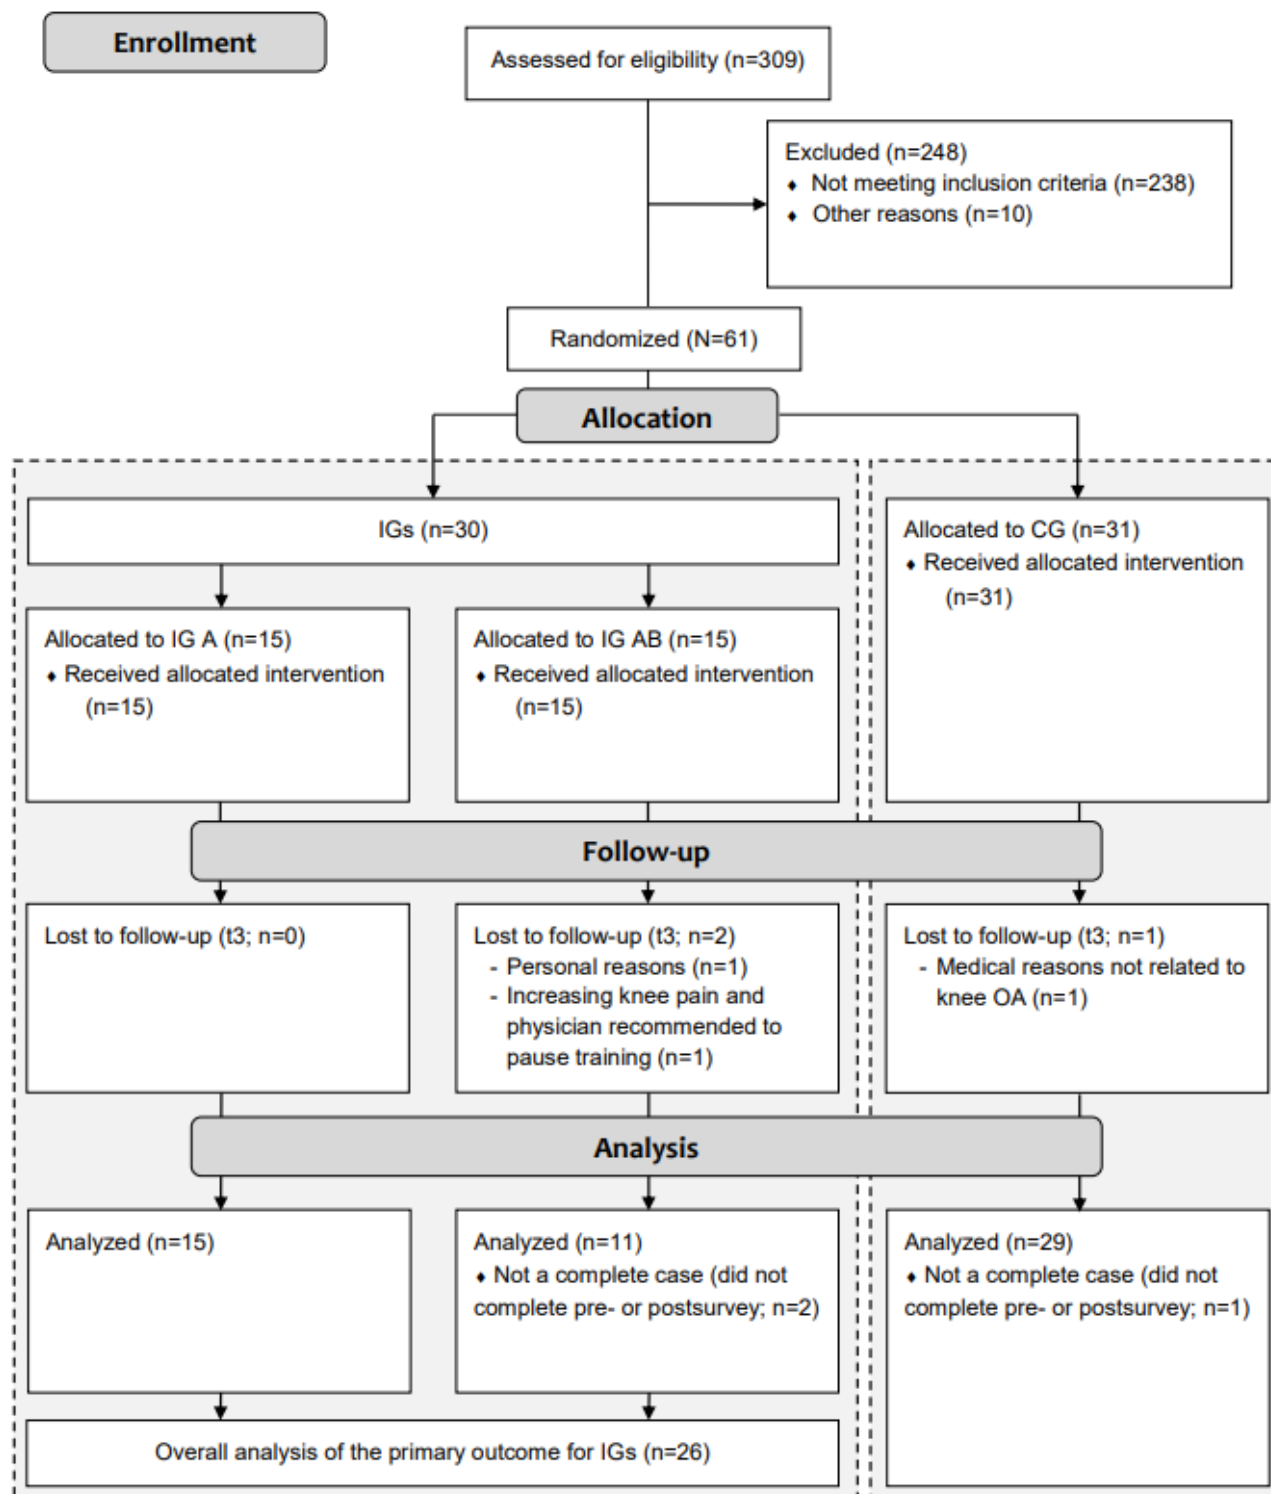 Enrollment
Assessed for eligibility (n=309)
Excluded (n=248)
♦ Not meeting inclusion criteria (n=238)
♦ Other reasons (n=10)
Randomized (N=61)
Allocation
IGs (n=30)
Allocated to IG A (n=15)
♦ Received allocated intervention
(n=15)
Allocated to IG AB (n=15)
♦ Received allocated intervention
(n=15)
Allocated to CG (n=31)
♦ Received allocated intervention
(n=31)
Follow-up
Lost to follow-up (t3; n=0)
Lost to follow-up (t3; n=2)
- Personal reasons (n=1)
- Increasing knee pain and
physician recommended to
pause training (n=1)
Lost to follow-up (t3; n=1)
- Medical reasons not related to
knee OA (n=1)
Analysis
Analyzed (n=15)
Analyzed (n=11)
♦ Not a complete case (did not
complete pre- or postsurvey; n=2)
Analyzed (n=29)
♦ Not a complete case (did not
complete pre- or postsurvey; n=1)
Overall analysis of the primary outcome for IGs (n=26)